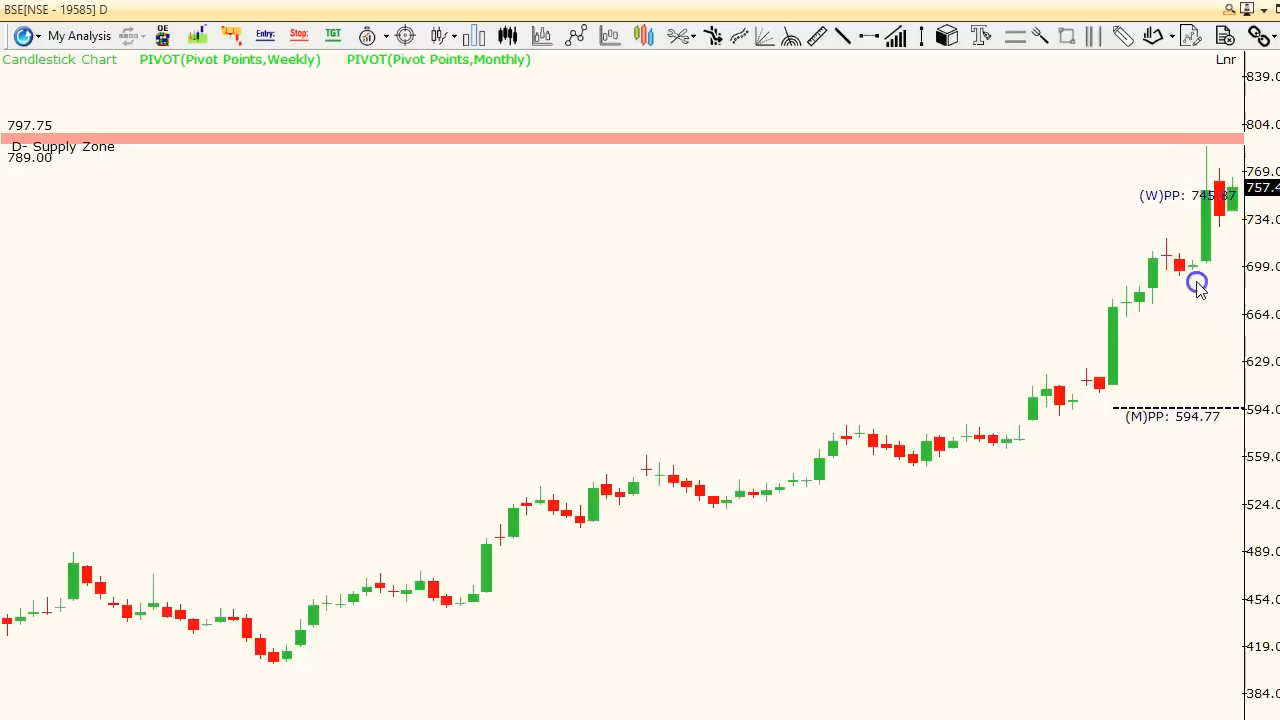 BSE[NSE - 19585] D
My Analysis
OE
Entry:
Stop:
TGT
Candlestick Chart PIVOT(Pivot Points,Weekly) PIVOT(Pivot Points,Monthly)
Lnr
839.0
797.75
804.0
D- Supply Zone
789.00
769.0
757.4
(W)PP: 745.87
734.0
699.0
664.0
629.0
594.0
(M)PP: 594.77
559.0
524.0
489.0
454.0
419.0
384.0